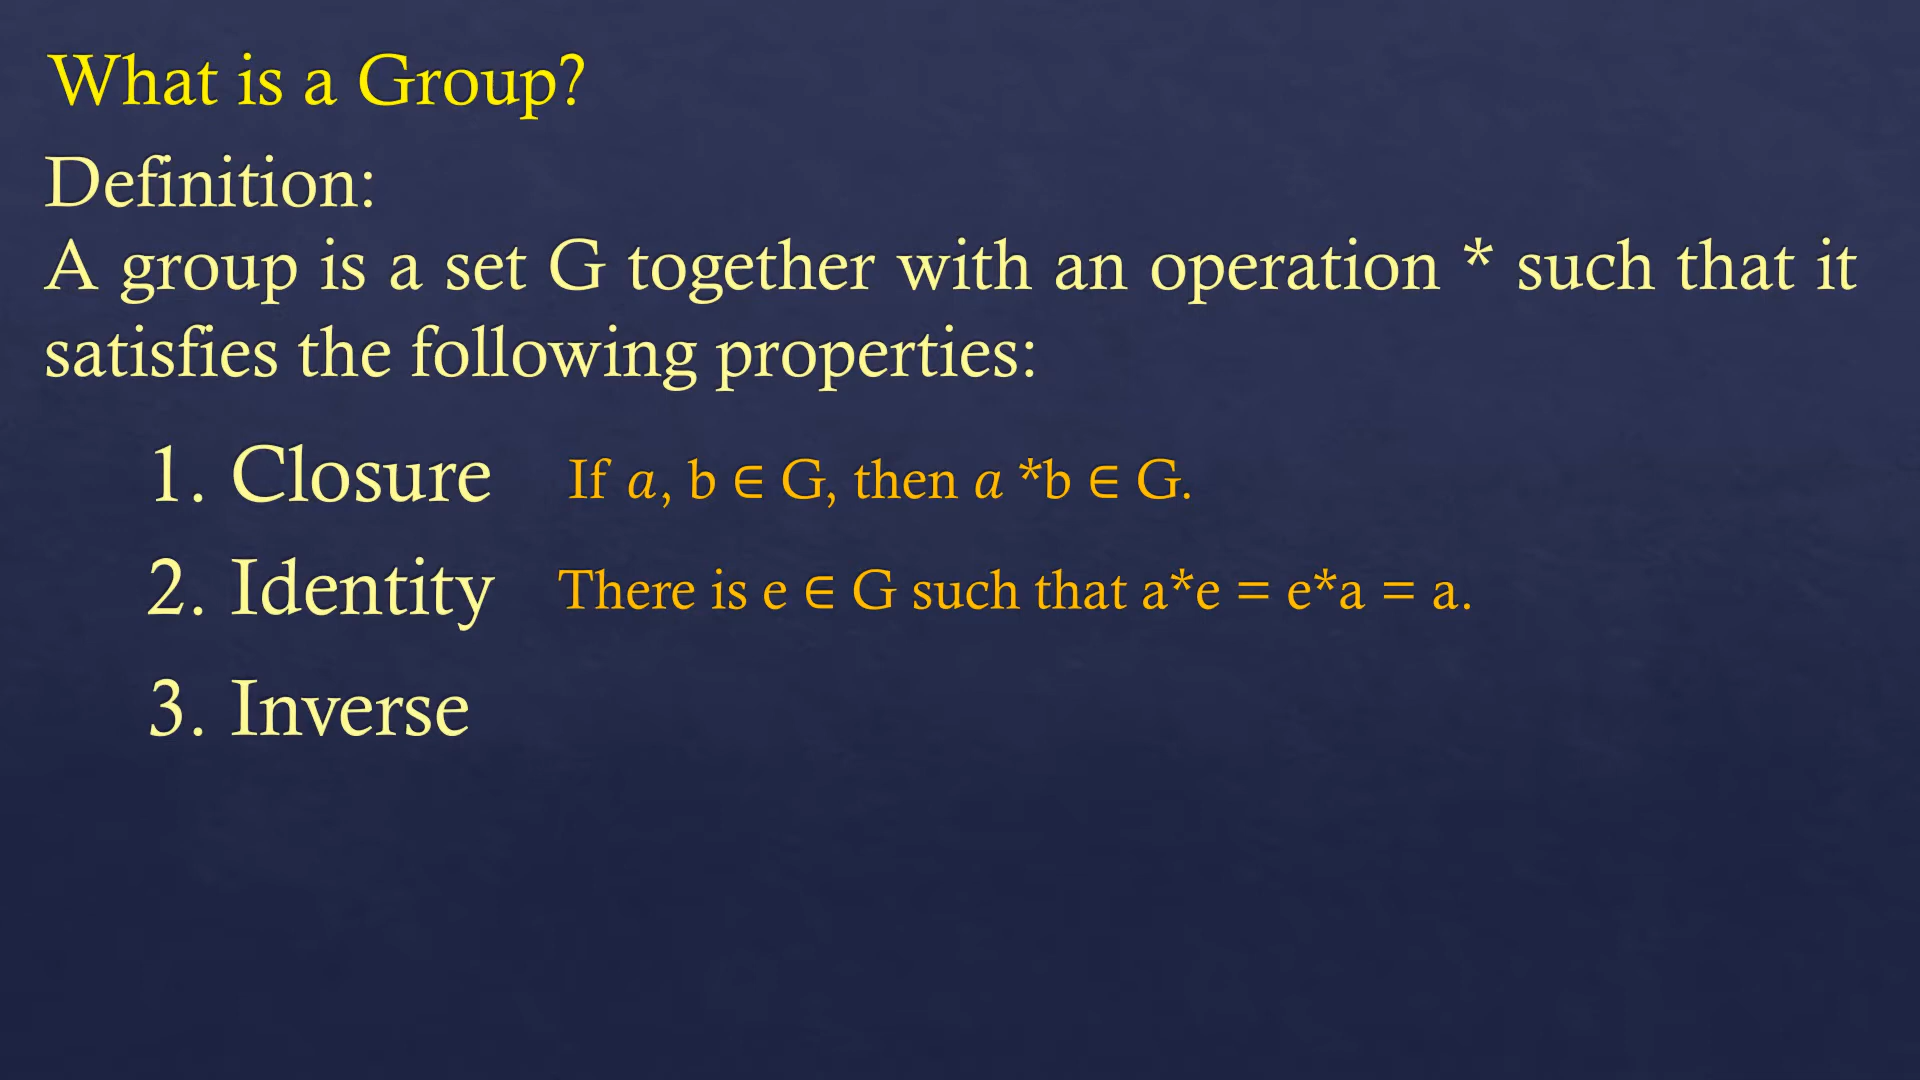 What is a Group?
Definition:
A group is a set G together with an operation * such that it
satisfies the following properties:
1. Closure If a, b ∈ G, then a *b ∈ G.
2. Identity There is e ∈ G such that a*e = e*a = a.
3. Inverse